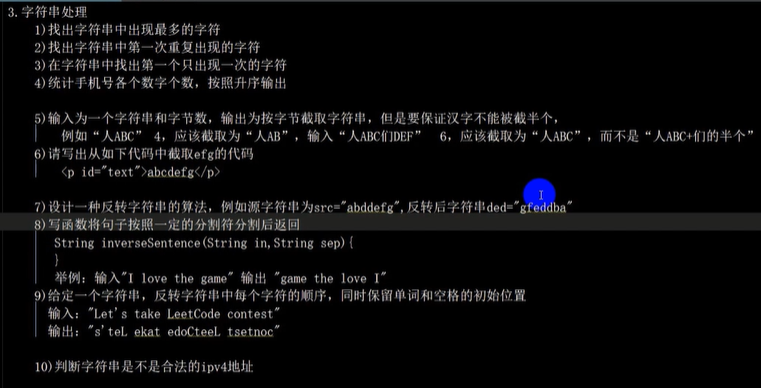 3.字符串处理
1)找出字符串中出现最多的字符
2)找出字符串中第一次重复出现的字符
3)在字符串中找出第一个只出现一次的字符
4)统计手机号各个数字个数，按照升序输出
5)输入为一个字符串和字节数，输出为按字节截取字符串，但是要保证汉字不能被截半个，
例如“人ABC” 4，应该截取为“人AB”，输入“人ABC们DEF” 6，应该截取为“人ABC”，而不是“人ABC+们的半个”
6)请写出从如下代码中截取efg的代码
<p id="text">abcdefg</p>
7)设计一种反转字符串的算法，例如源字符串为src="abddefg",反转后字符串ded="gfeddba"
8)写函数将句子按照一定的分割符分割后返回
String inverseSentence(String in,String sep){
}
举例：输入"I love the game" 输出 "game the love I"
9)给定一个字符串，反转字符串中每个字符的顺序，同时保留单词和空格的初始位置
输入："Let's take LeetCode contest"
输出："s'teL ekat edoCteeL tsetnoc"
10)判断字符串是不是合法的ipv4地址